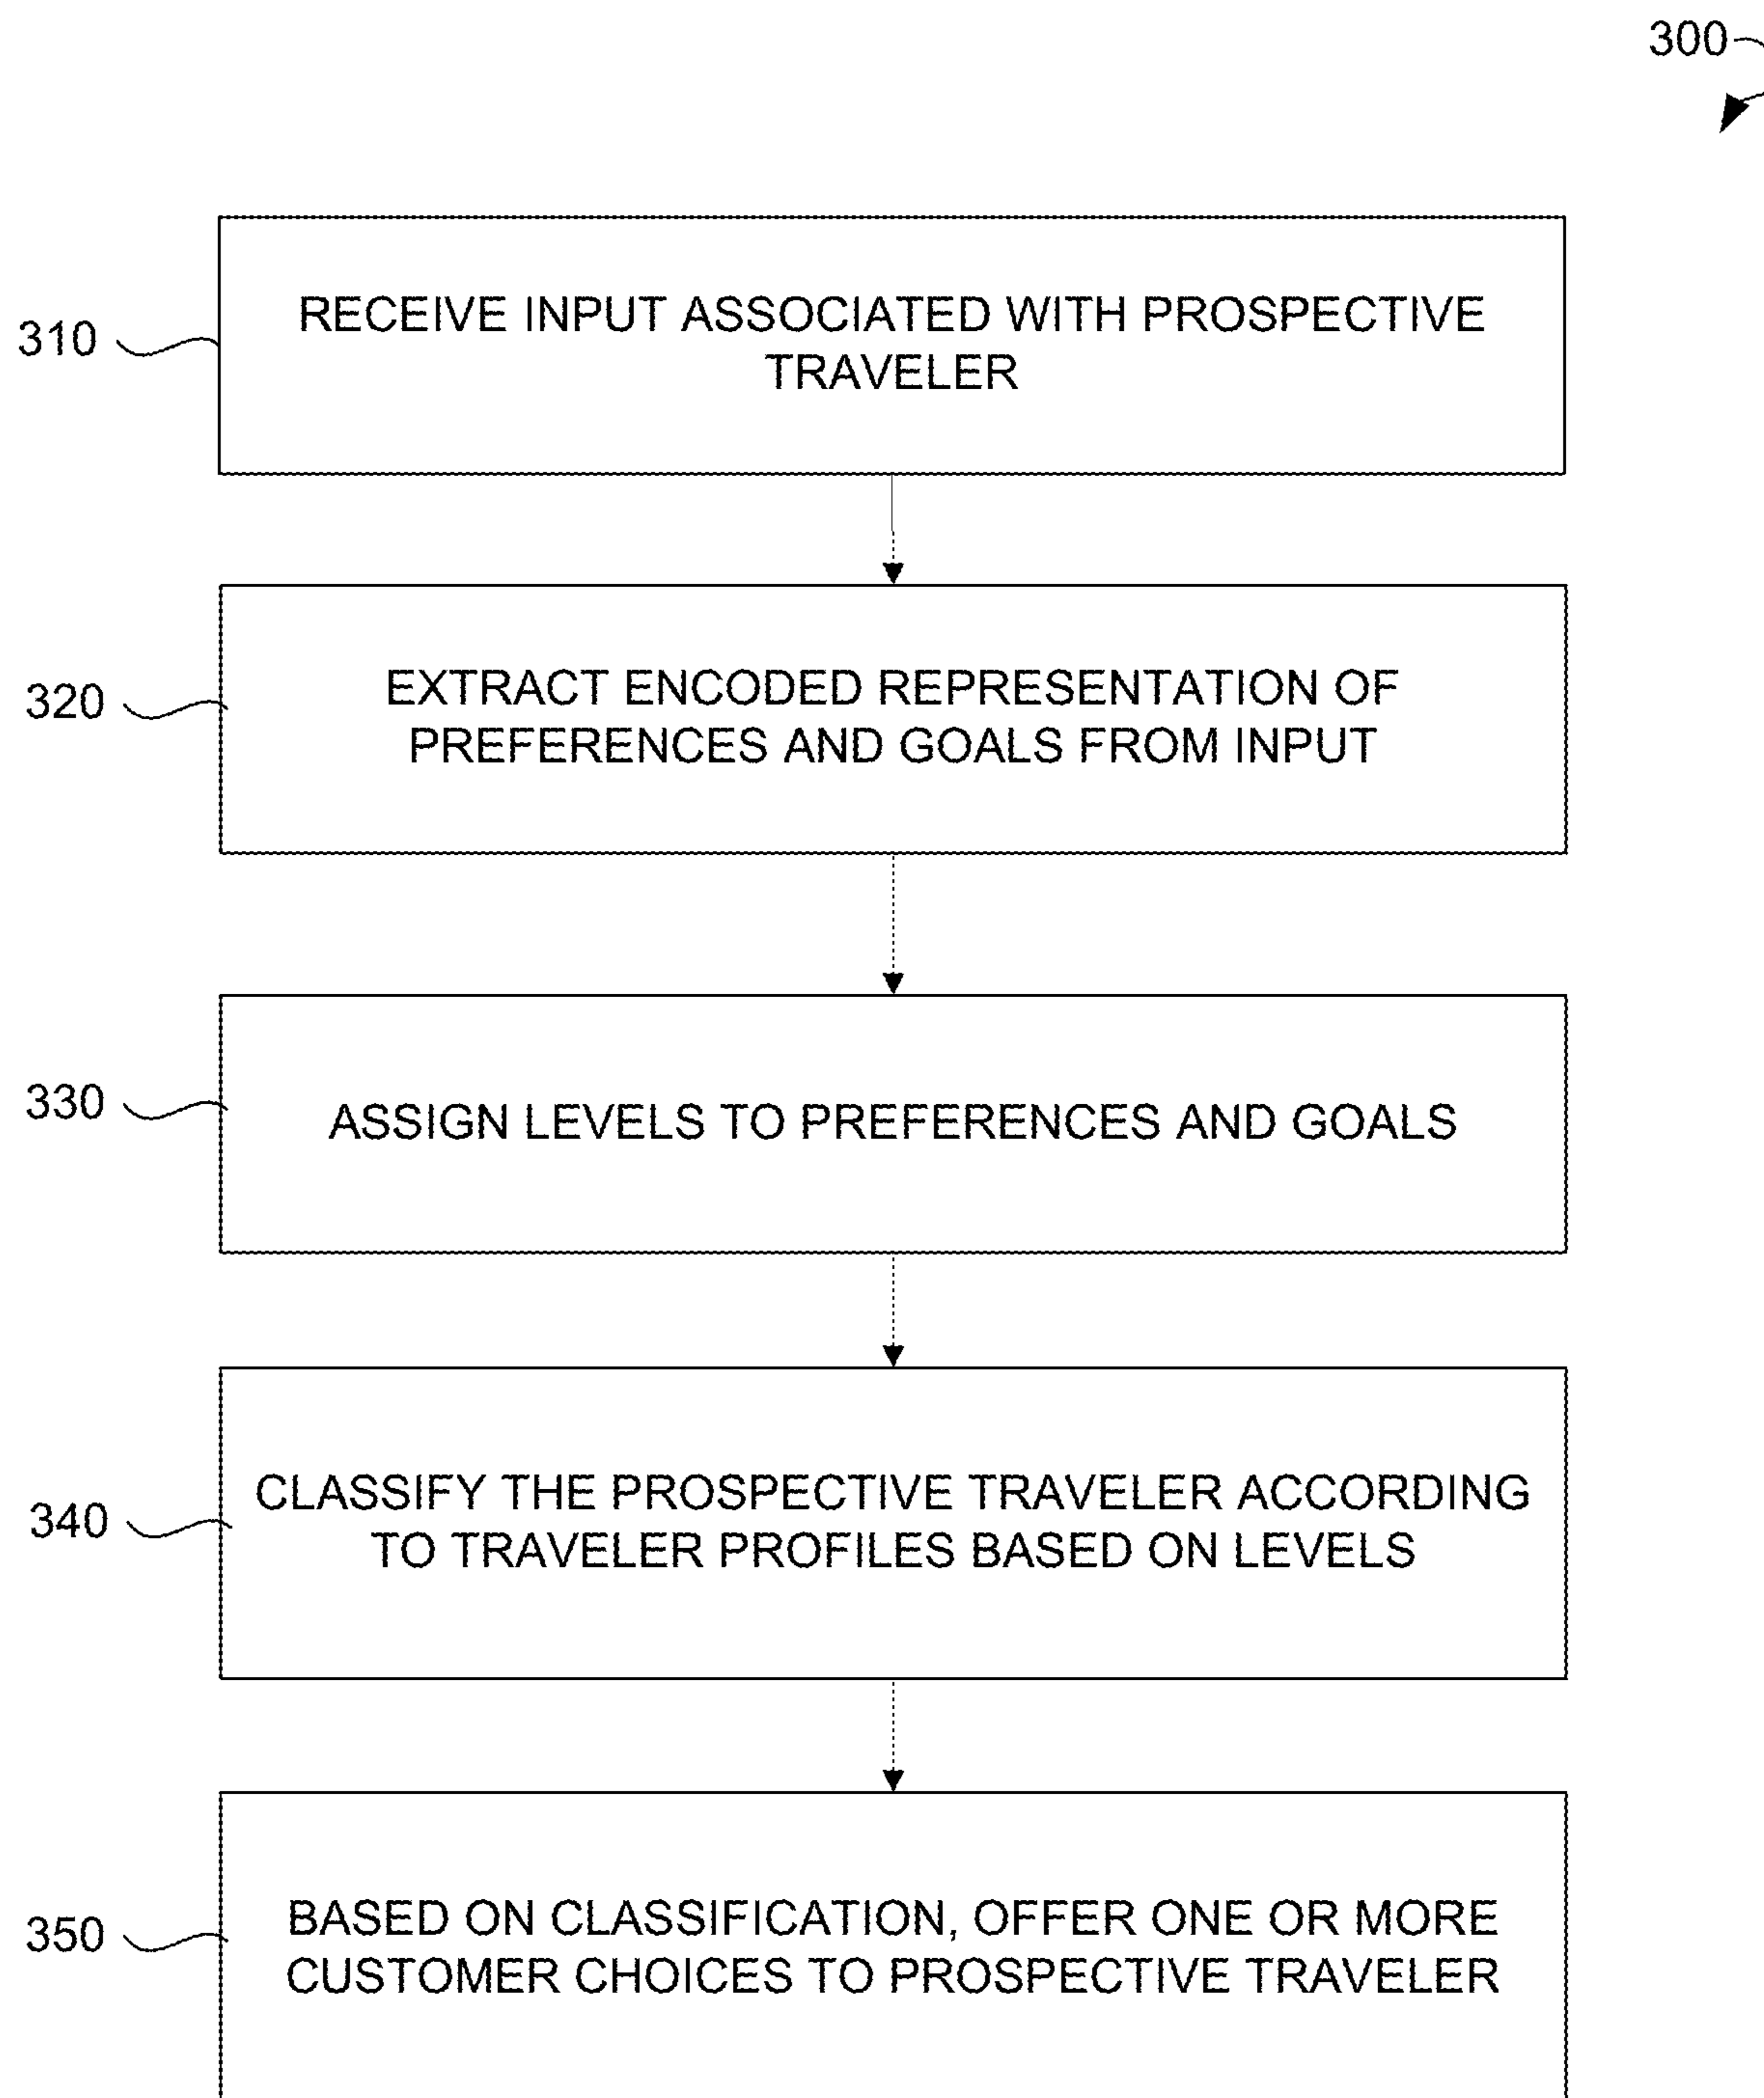 300
310
RECEIVE INPUT ASSOCIATED WITH PROSPECTIVE
TRAVELER
320
EXTRACT ENCODED REPRESENTATION OF
PREFERENCES AND GOALS FROM INPUT
330
ASSIGN LEVELS TO PREFERENCES AND GOALS
340
CLASSIFY THE PROSPECTIVE TRAVELER ACCORDING
TO TRAVELER PROFILES BASED ON LEVELS
350
BASED ON CLASSIFICATION, OFFER ONE OR MORE
CUSTOMER CHOICES TO PROSPECTIVE TRAVELER